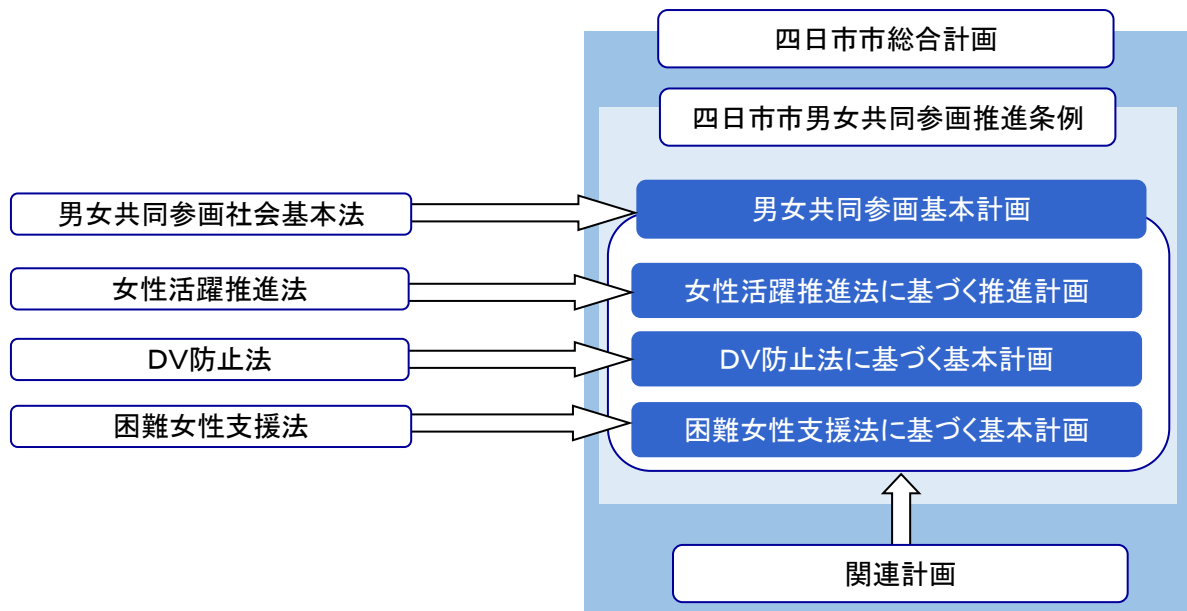 四日市市総合計画
四日市市男女共同参画推進条例
男女共同参画社会基本法
男女共同参画基本計画
女性活躍推進法
女性活躍推進法に基づく推進計画
DV防止法
DV防止法に基づく基本計画
困難女性支援法
困難女性支援法に基づく基本計画
関連計画